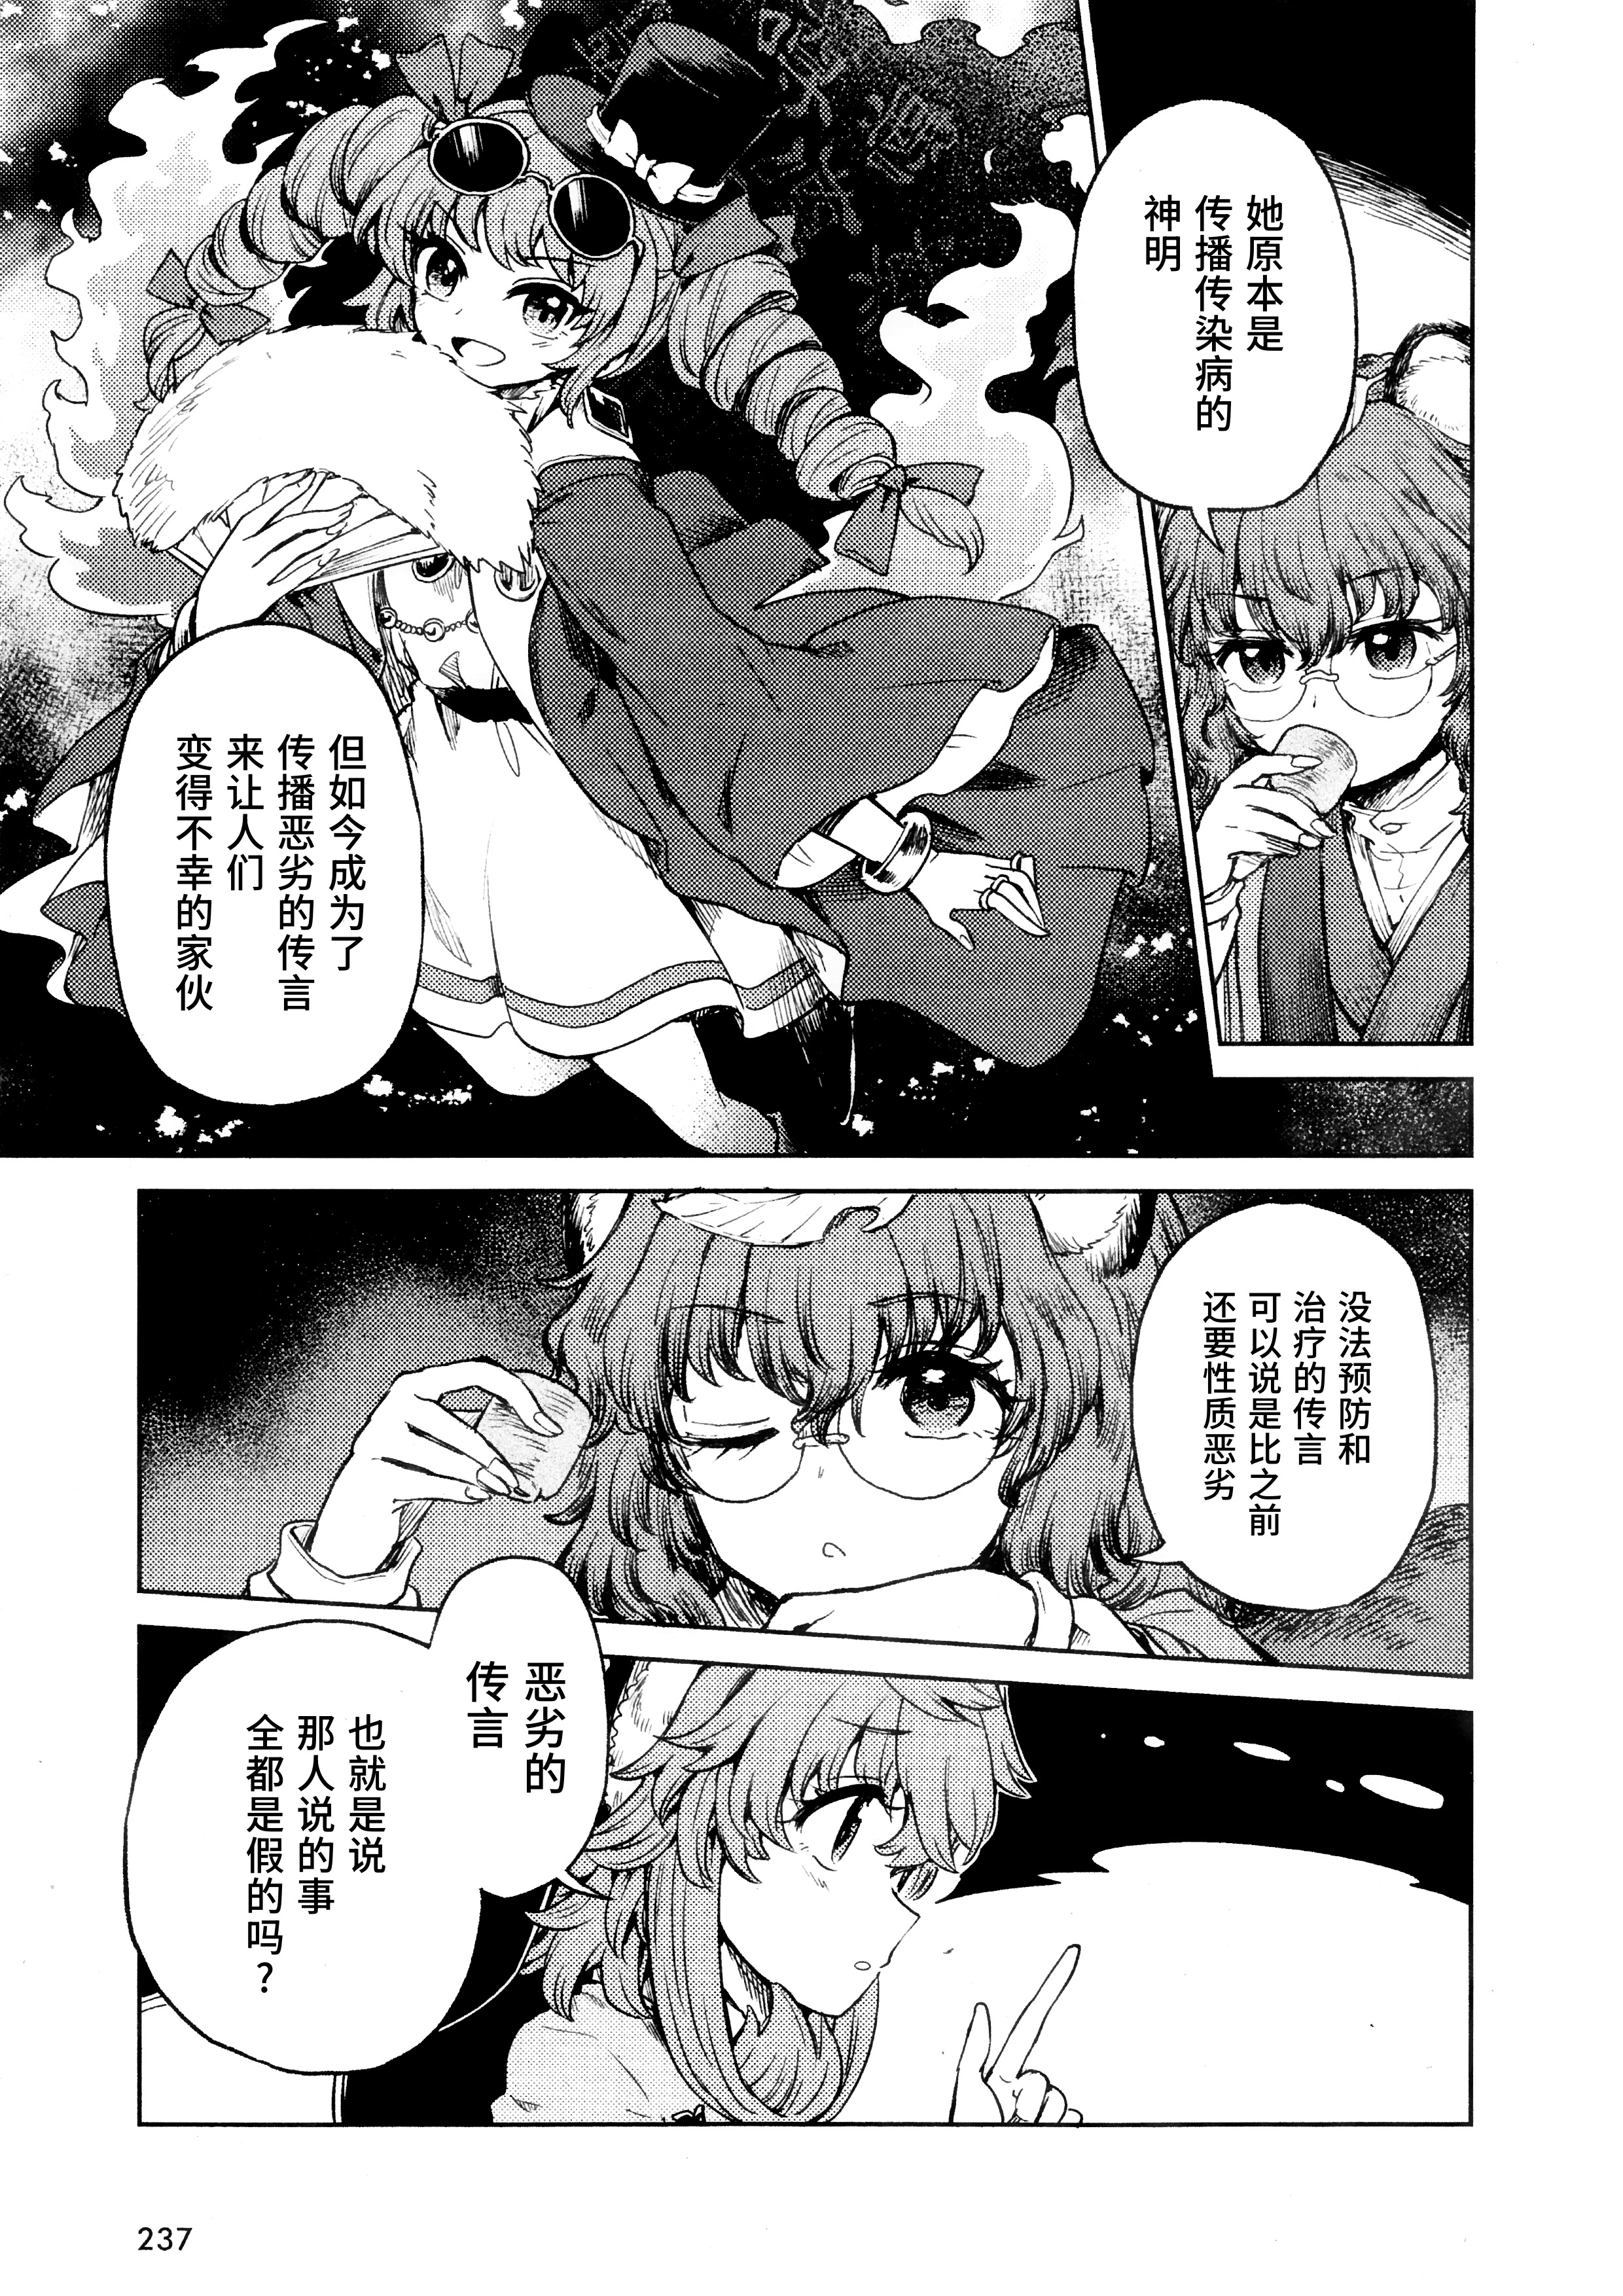 她原本是
传播传染病的
神明
但如今成为了
传播恶劣的传言
来让人们
变得不幸的家伙
没法预防和
治疗的传言
可以说是比之前
还要性质恶劣
恶劣的
传言
也就是说
那人说的事
全都是假的吗?
237